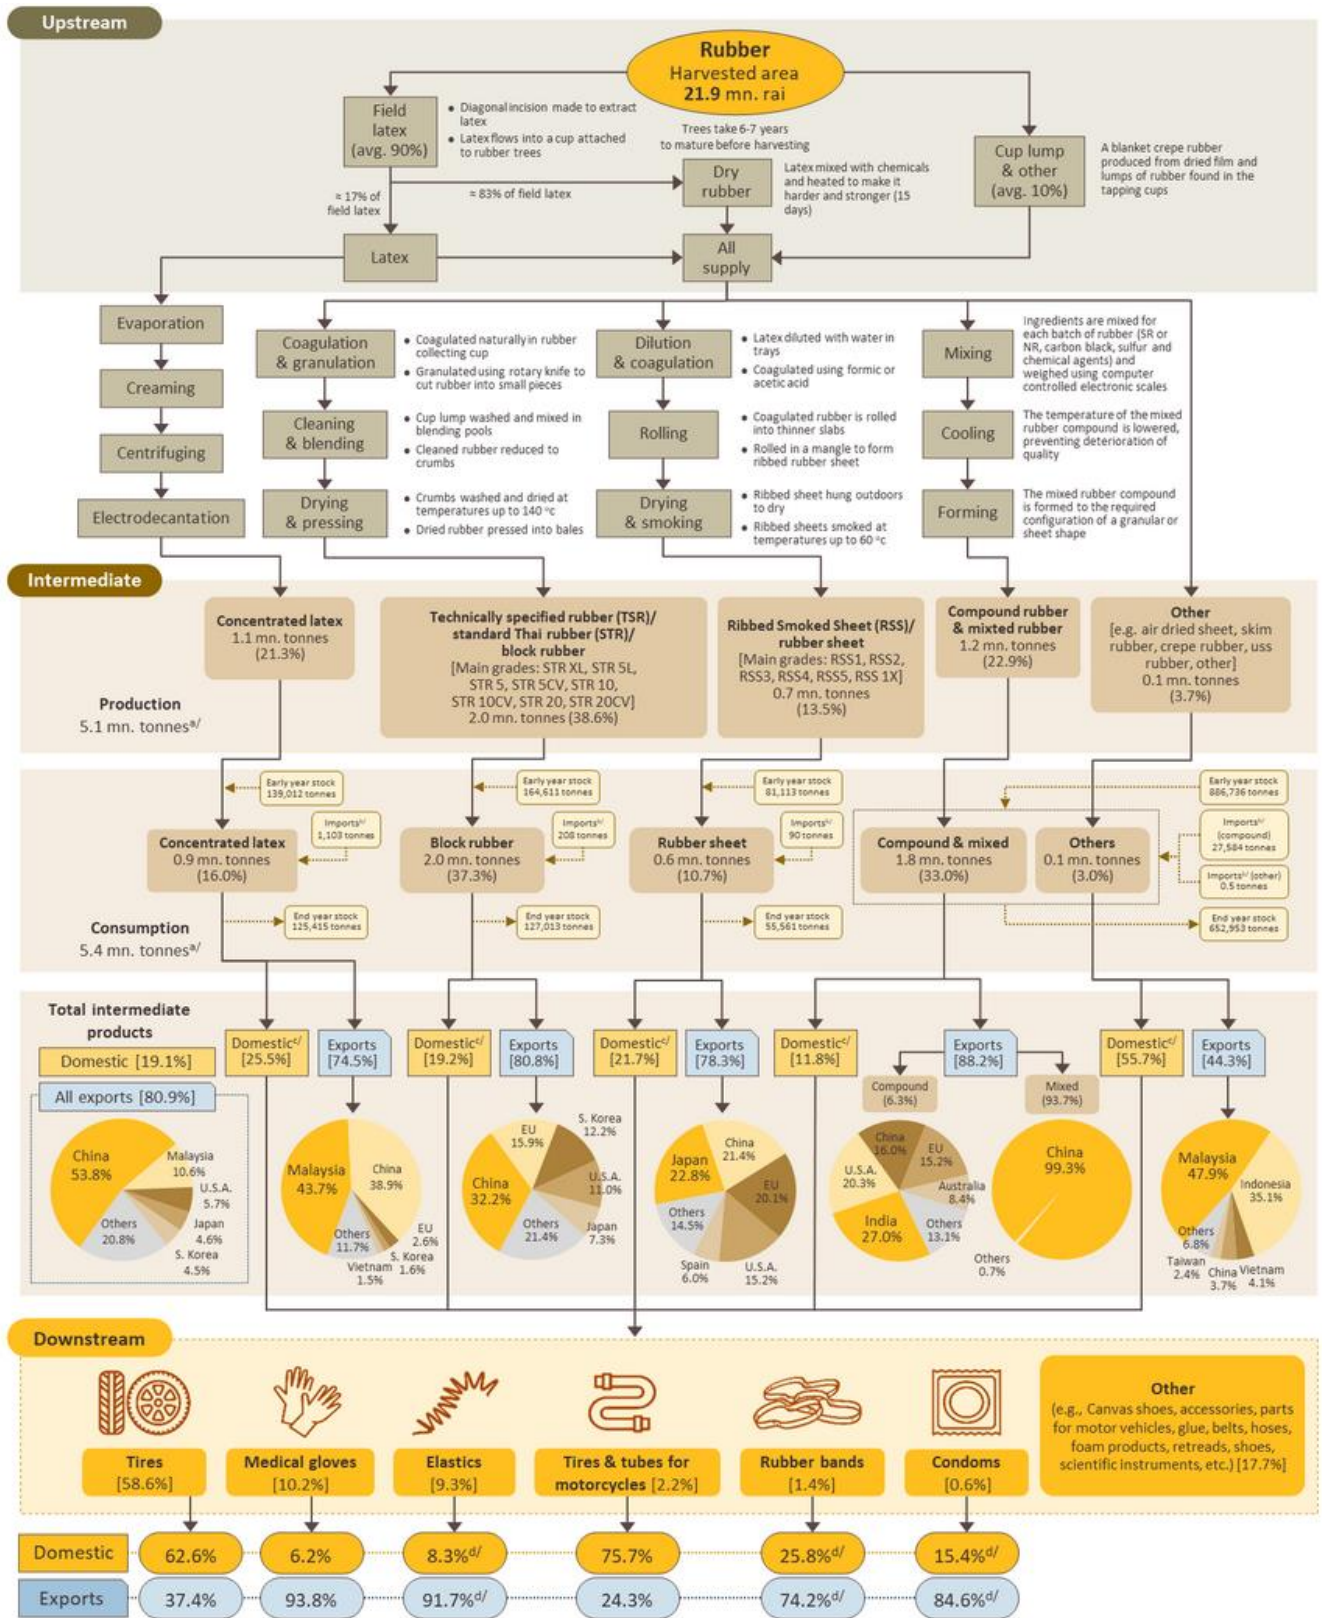 Upstream
Rubber
Harvested area
21.9 mn. rai
Field
latex
(avg. 90%)
• Diagonal incision made to extract
latex
• Latex flows into a cup attached
to rubber trees
Trees take 6-7 years
to mature before harvesting
Cup lump
& other
(avg. 10%)
A blanket crepe rubber
produced from dried film and
lumps of rubber found in the
tapping cups
Dry
rubber
Latex mixed with chemicals
and heated to make it
harder and stronger (15
days)
≈ 17% of
field latex
≈ 83% of field latex
Latex
All
supply
Evaporation
Creaming
Centrifuging
Electrodecantation
Coagulation
& granulation
• Coagulated naturally in rubber
collecting cup
• Granulated using rotary knife to
cut rubber into small pieces
Cleaning
& blending
• Cup lump washed and mixed in
blending pools
• Cleaned rubber reduced to
crumbs
Drying
& pressing
• Crumbs washed and dried at
temperatures up to 140 °c
• Dried rubber pressed into bales
Dilution
& coagulation
• Latex diluted with water in
trays
• Coagulated using formic or
acetic acid
Rolling
• Coagulated rubber is rolled
into thinner slabs
• Rolled in a mangle to form
ribbed rubber sheet
Drying
& smoking
• Ribbed sheet hung outdoors
to dry
• Ribbed sheets smoked at
temperatures up to 60 °c
Mixing
Ingredients are mixed for
each batch of rubber (SR or
NR, carbon black, sulfur and
chemical agents) and
weighed using computer
controlled electronic scales
Cooling
The temperature of the mixed
rubber compound is lowered,
preventing deterioration of
quality
Forming
The mixed rubber compound
is formed to the required
configuration of a granular or
sheet shape
Intermediate
Production
5.1 mn. tonnesa/
Concentrated latex
1.1 mn. tonnes
(21.3%)
Technically specified rubber (TSR)/
standard Thai rubber (STR)/
block rubber
[Main grades: STR XL, STR 5L,
STR 5, STR 5CV, STR 10,
STR 10CV, STR 20, STR 20CV]
2.0 mn. tonnes (38.6%)
Ribbed Smoked Sheet (RSS)/
rubber sheet
[Main grades: RSS1, RSS2,
RSS3, RSS4, RSS5, RSS 1X]
0.7 mn. tonnes
(13.5%)
Compound rubber
& mixted rubber
1.2 mn. tonnes
(22.9%)
Other
[e.g. air dried sheet, skim
rubber, crepe rubber, uss
rubber, other]
0.1 mn. tonnes
(3.7%)
Consumption
5.4 mn. tonnesa/
Early year stock
139,012 tonnes
Importsb/
1,103 tonnes
Concentrated latex
0.9 mn. tonnes
(16.0%)
End year stock
125,415 tonnes
Early year stock
164,611 tonnes
Importsb/
208 tonnes
Block rubber
2.0 mn. tonnes
(37.3%)
End year stock
127,013 tonnes
Early year stock
81,113 tonnes
Importsb/
90 tonnes
Rubber sheet
0.6 mn. tonnes
(10.7%)
End year stock
55,561 tonnes
Compound & mixed
1.8 mn. tonnes
(33.0%)
Others
0.1 mn. tonnes
(3.0%)
Early year stock
886,736 tonnes
Importsb/
(compound)
27,584 tonnes
Importsb/ (other)
0.5 tonnes
End year stock
652,953 tonnes
Total intermediate
products
Domestic [19.1%]
All exports [80.9%]
China
53.8%
Malaysia
10.6%
U.S.A.
5.7%
Japan
4.6%
S. Korea
4.5%
Others
20.8%
Domesticc/
[25.5%]
Exports
[74.5%]
Malaysia
43.7%
China
38.9%
EU
2.6%
S. Korea
1.6%
Vietnam
1.5%
Others
11.7%
Domesticc/
[19.2%]
Exports
[80.8%]
EU
15.9%
S. Korea
12.2%
U.S.A.
11.0%
Japan
7.3%
Others
21.4%
China
32.2%
Domesticc/
[21.7%]
Exports
[78.3%]
Japan
22.8%
China
21.4%
EU
20.1%
U.S.A.
15.2%
Spain
6.0%
Others
14.5%
Domesticc/
[11.8%]
Exports
[88.2%]
Compound
(6.3%)
Mixed
(93.7%)
China
16.0%
EU
15.2%
Australia
8.4%
Others
13.1%
India
27.0%
U.S.A.
20.3%
China
99.3%
Others
0.7%
Domesticc/
[55.7%]
Exports
[44.3%]
Malaysia
47.9%
Indonesia
35.1%
Vietnam
4.1%
China
3.7%
Taiwan
2.4%
Others
6.8%
Downstream
Tires
[58.6%]
Medical gloves
[10.2%]
Elastics
[9.3%]
Tires & tubes for
motorcycles [2.2%]
Rubber bands
[1.4%]
Condoms
[0.6%]
Other
(e.g., Canvas shoes, accessories, parts
for motor vehicles, glue, belts, hoses,
foam products, retreads, shoes,
scientific instruments, etc.) [17.7%]
Domestic 62.6% 6.2% 8.3%d/ 75.7% 25.8%d/ 15.4%d/
Exports 37.4% 93.8% 91.7%d/ 24.3% 74.2%d/ 84.6%d/